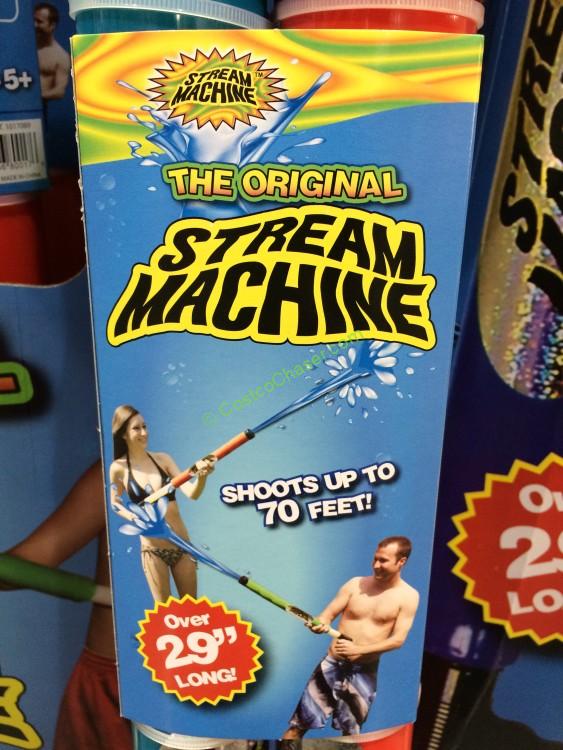 STREAM
MACHINE™
THE ORIGINAL
STREAM
MACHINE
© CostcoChaser.com
SHOOTS UP TO
70 FEET!
Over
29”
LONG!
5+
MADE IN CHINA